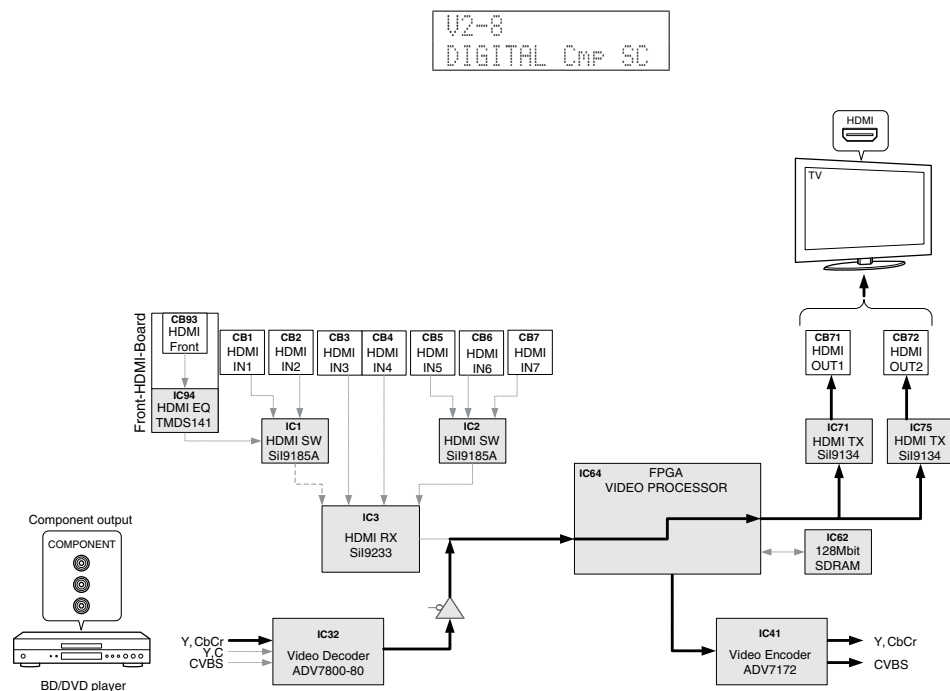 V2-8
DIGITAL Cmp SC
HDMI
TV
Front-HDMI-Board
CB93
HDMI
Front
IC94
HDMI EQ
TMDS141
CB1
HDMI
IN1
CB2
HDMI
IN2
CB3
HDMI
IN3
CB4
HDMI
IN4
CB5
HDMI
IN5
CB6
HDMI
IN6
CB7
HDMI
IN7
CB71
HDMI
OUT1
CB72
HDMI
OUT2
IC1
HDMI SW
SiI9185A
IC2
HDMI SW
SiI9185A
IC71
HDMI TX
SiI9134
IC75
HDMI TX
SiI9134
IC64
FPGA
VIDEO PROCESSOR
IC3
HDMI RX
SiI9233
IC62
128Mbit
SDRAM
Component output
COMPONENT
BD/DVD player
Y, CbCr
Y,C
CVBS
IC32
Video Decoder
ADV7800-80
IC41
Video Encoder
ADV7172
Y, CbCr
CVBS